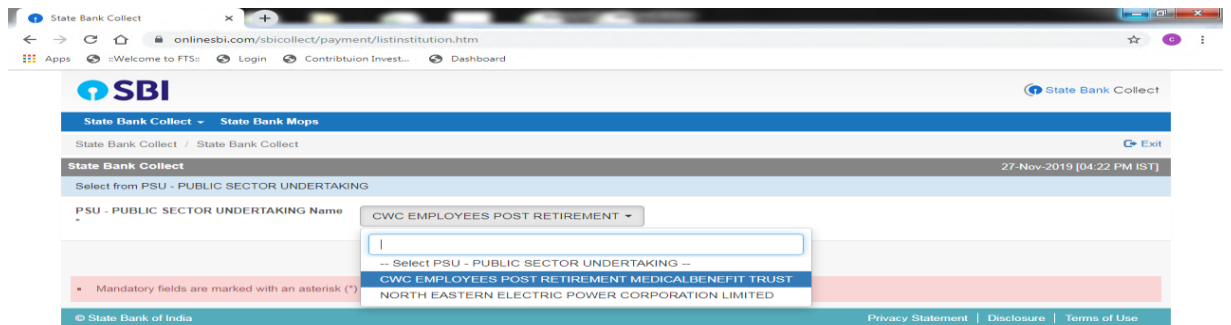 State Bank Collect
onlinesbi.com/sbicollect/payment/listinstitution.htm
C
Apps ::Welcome to FTS:: Login Contribtuion Invest... Dashboard
SBI
State Bank Collect
State Bank Collect State Bank Mops
State Bank Collect / State Bank Collect Exit
State Bank Collect 27-Nov-2019 [04:22 PM IST]
Select from PSU - PUBLIC SECTOR UNDERTAKING
PSU - PUBLIC SECTOR UNDERTAKING Name
*
CWC EMPLOYEES POST RETIREMENT
-- Select PSU - PUBLIC SECTOR UNDERTAKING --
CWC EMPLOYEES POST RETIREMENT MEDICALBENEFIT TRUST
NORTH EASTERN ELECTRIC POWER CORPORATION LIMITED
Mandatory fields are marked with an asterisk (*)
© State Bank of India Privacy Statement | Disclosure | Terms of Use